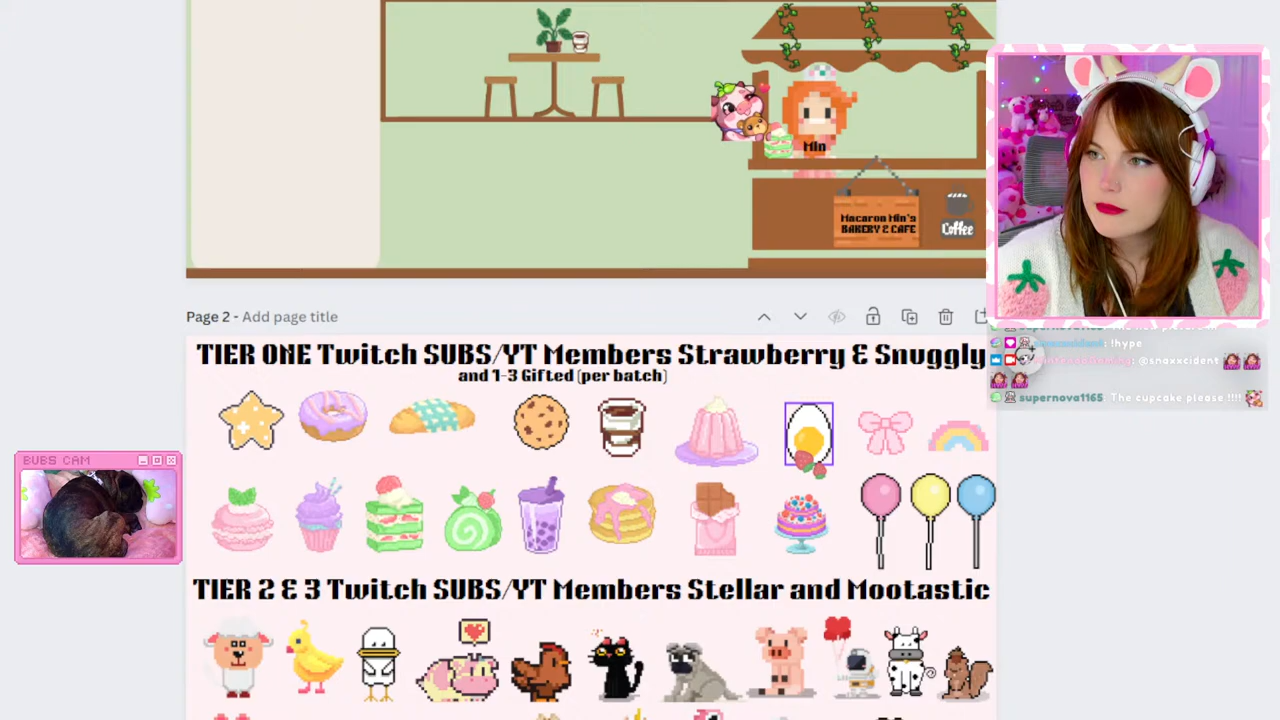 Min
Macaron Min's
BAKERY & CAFE
Coffee
Page 2 - Add page title
: !hype
: @snaxxcident
supernova1165 The cupcake please !!!!
TIER ONE Twitch SUBS/YT Members Strawberry & Snuggly
and 1-3 Gifted (per batch)
BUBS CAM
TIER 2 & 3 Twitch SUBS/YT Members Stellar and Mootastic